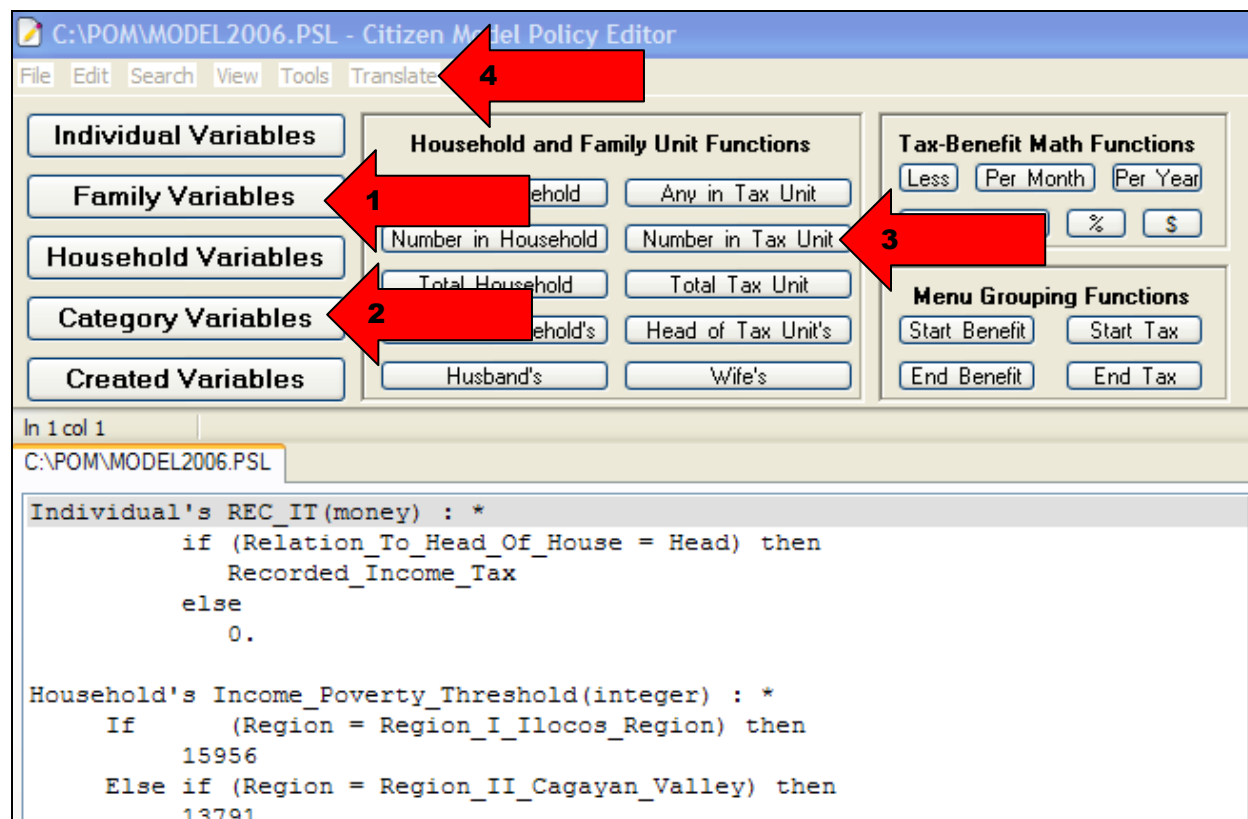 C:\POM\MODEL2006.PSL - Citizen Model Policy Editor
File Edit Search View Tools Translate
4
Individual Variables
Family Variables
Household Variables
Category Variables
Created Variables
1
2
Household and Family Unit Functions
Any in Tax Unit
Number in Household
Number in Tax Unit
3
Total Household
Total Tax Unit
Head of Tax Unit's
Husband's
Wife's
Tax-Benefit Math Functions
Less Per Month Per Year
% $
Menu Grouping Functions
Start Benefit Start Tax
End Benefit End Tax
ln 1 col 1
C:\POM\MODEL2006.PSL
Individual's REC_IT(money) : *
if (Relation_To_Head_Of_House = Head) then
Recorded_Income_Tax
else
0.
Household's Income_Poverty_Threshold(integer) : *
If (Region = Region_I_Ilocos_Region) then
15956
Else if (Region = Region_II_Cagayan_Valley) then
13791